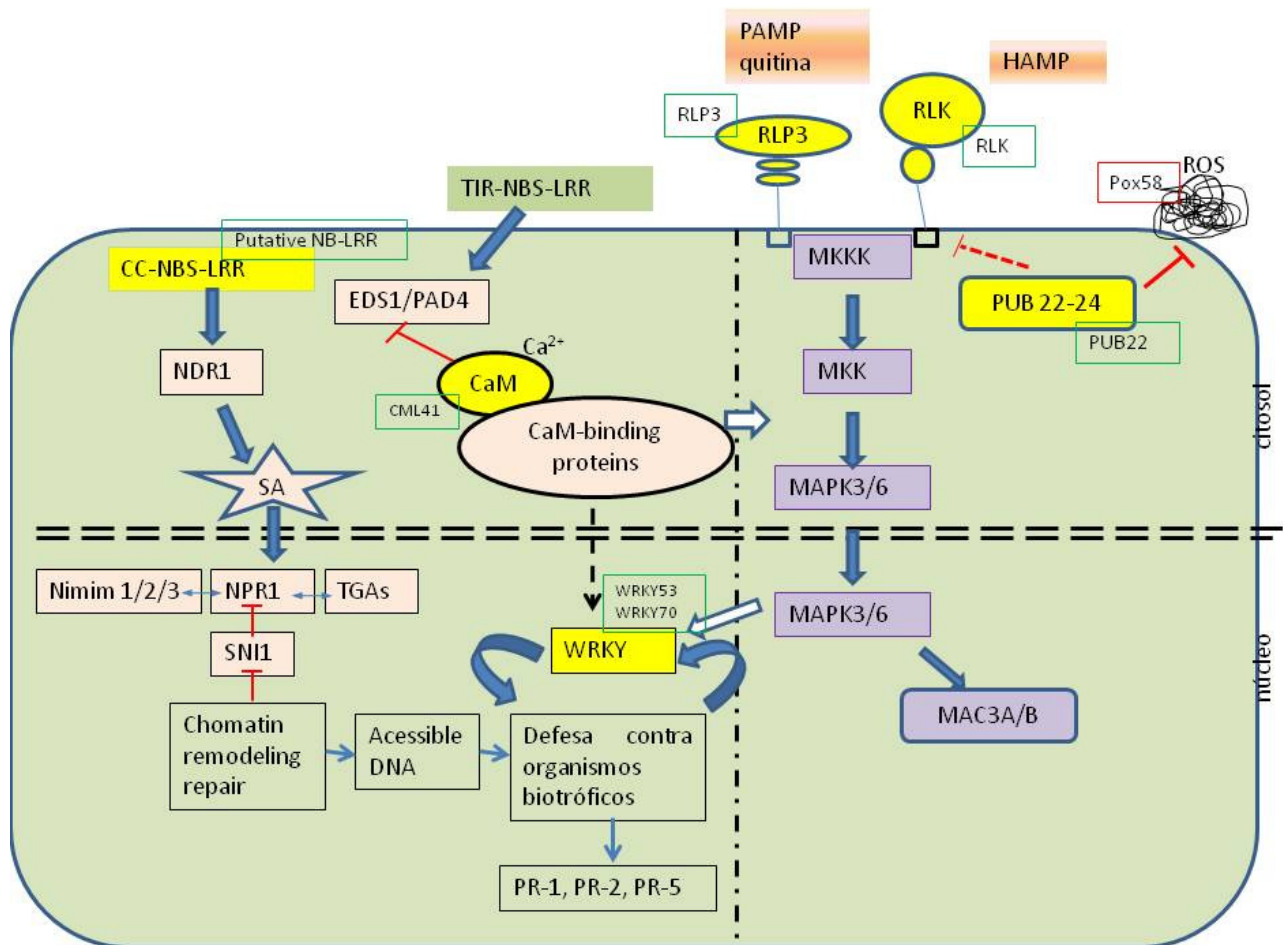 PAMP
quitina
HAMP
RLP3
RLP3
RLK
RLK
ROS
Pox58
TIR-NBS-LRR
Putative NB-LRR
CC-NBS-LRR
MKKK
EDS1/PAD4
PUB 22-24
PUB22
Ca²⁺
NDR1
CaM
MKK
CML41
CaM-binding
proteins
citosol
SA
MAPK3/6
Nimim 1/2/3
NPR1
TGAs
WRKY53
WRKY70
MAPK3/6
SNI1
WRKY
núcleo
MAC3A/B
Chomatin
remodeling
repair
Acessible
DNA
Defesa contra
organismos
biotróficos
PR-1, PR-2, PR-5